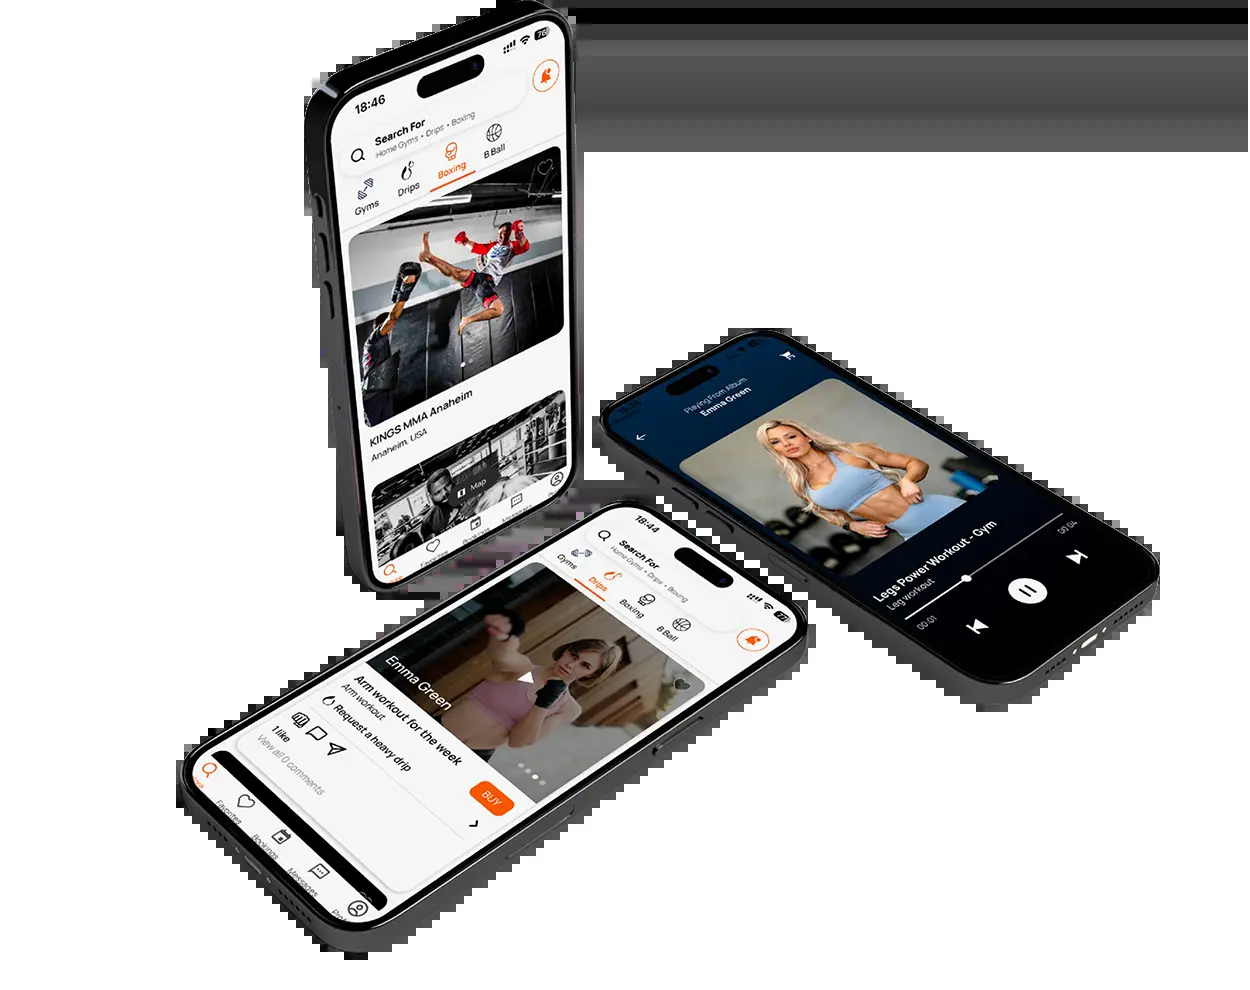 18:46
76
Search For
Home Gyms • Drips • Boxing
Gyms
Drips
Boxing
B Ball
KINGS MMA Anaheim
Anaheim, USA
Map
Playing From Album
Emma Green
Legs Power Workout - Gym
Leg workout
00:01
00:04
18:44
Search For
Home Gyms • Drips • Boxing
Gyms
Drips
Boxing
B Ball
Emma Green
Arm workout for the week
Arm workout
Request a heavy drip
BUY
1 like
View all 0 comments
Favorites
Bookings
Messages